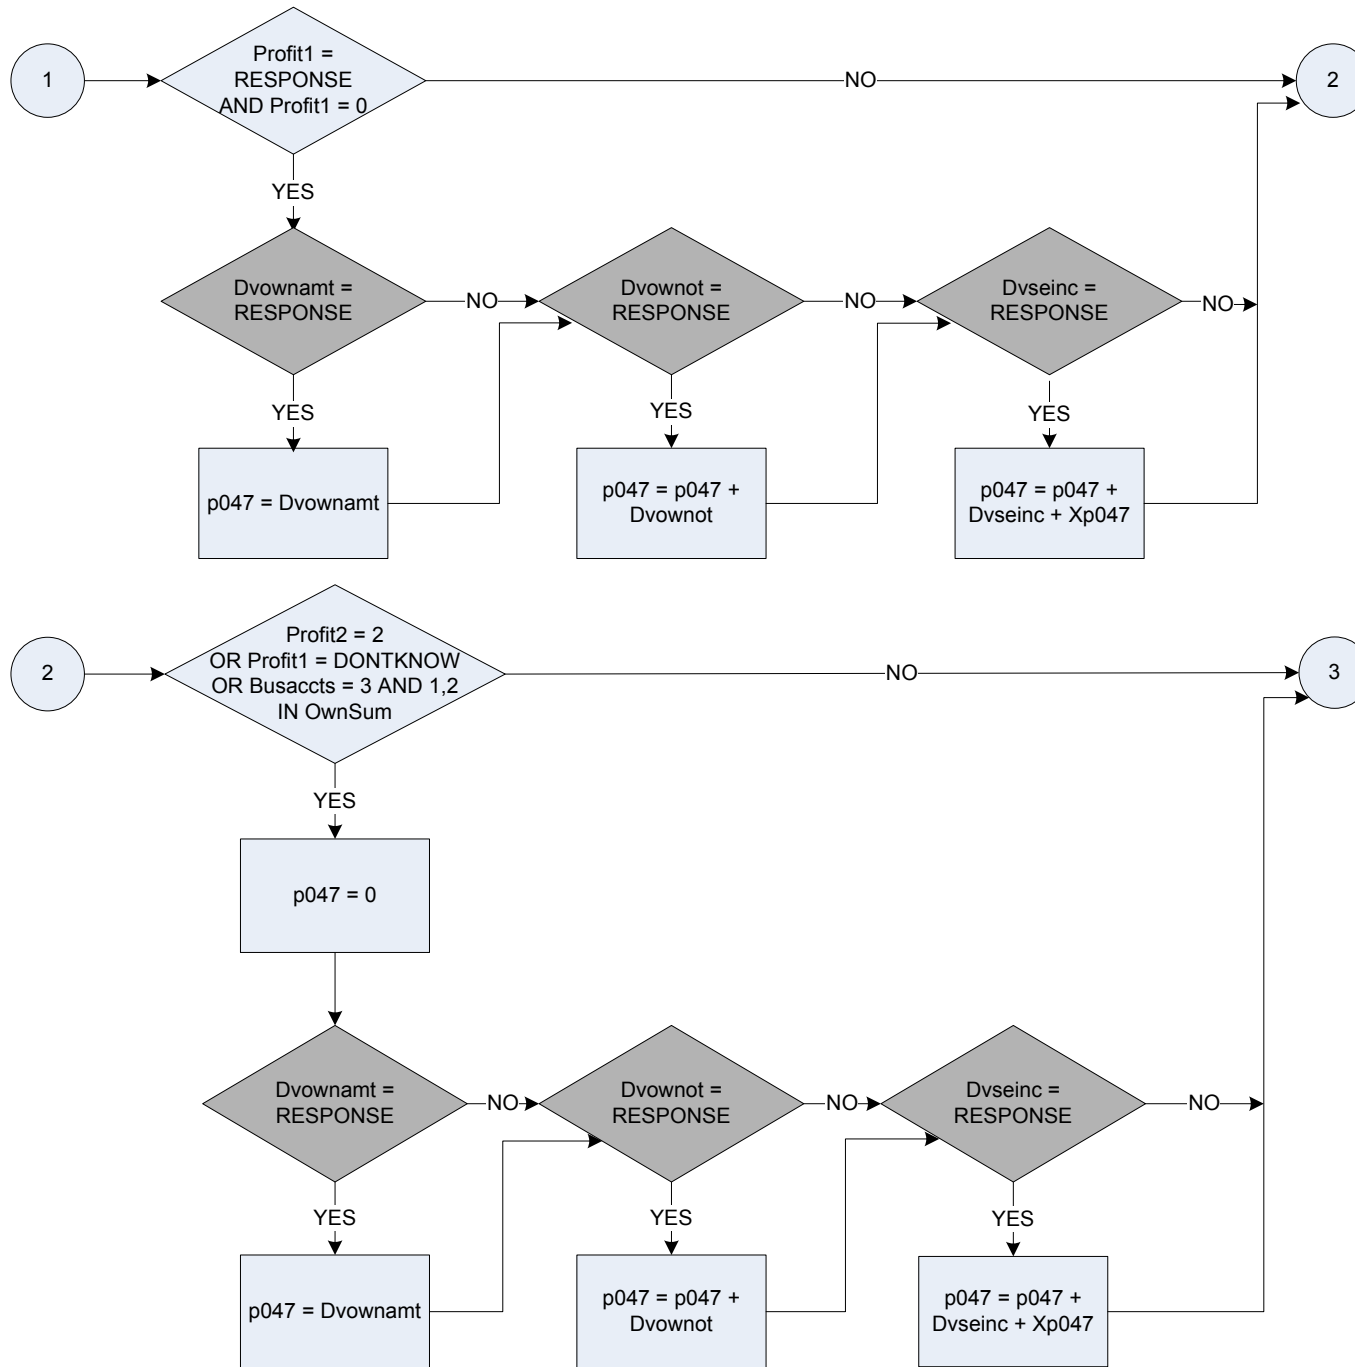 1
Profit1 =
RESPONSE
AND Profit1 = 0
NO
2
YES
Dvownamt =
RESPONSE
NO
Dvownot =
RESPONSE
NO
Dvseinc =
RESPONSE
NO
YES
YES
YES
p047 = Dvownamt
p047 = p047 +
Dvownot
p047 = p047 +
Dvseinc + Xp047
2
Profit2 = 2
OR Profit1 = DONTKNOW
OR Busaccts = 3 AND 1,2
IN OwnSum
NO
3
YES
p047 = 0
Dvownamt =
RESPONSE
NO
Dvownot =
RESPONSE
NO
Dvseinc =
RESPONSE
NO
YES
YES
YES
p047 = Dvownamt
p047 = p047 +
Dvownot
p047 = p047 +
Dvseinc + Xp047